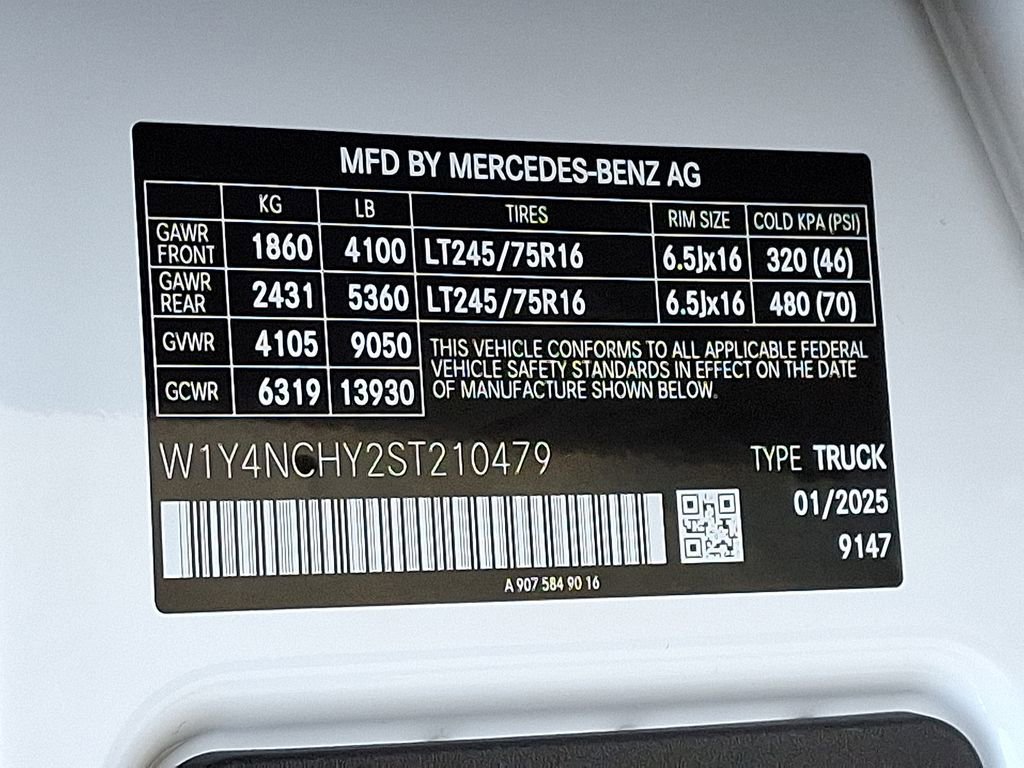 MFD BY MERCEDES-BENZ AG
KG LB TIRES RIM SIZE COLD KPA (PSI)
GAWR FRONT 1860 4100 LT245/75R16 6.5Jx16 320 (46)
GAWR REAR 2431 5360 LT245/75R16 6.5Jx16 480 (70)
GVWR 4105 9050
GCWR 6319 13930
THIS VEHICLE CONFORMS TO ALL APPLICABLE FEDERAL
VEHICLE SAFETY STANDARDS IN EFFECT ON THE DATE
OF MANUFACTURE SHOWN BELOW.
W1Y4NCHY2ST210479
TYPE TRUCK
01/2025
9147
A 907 584 90 16